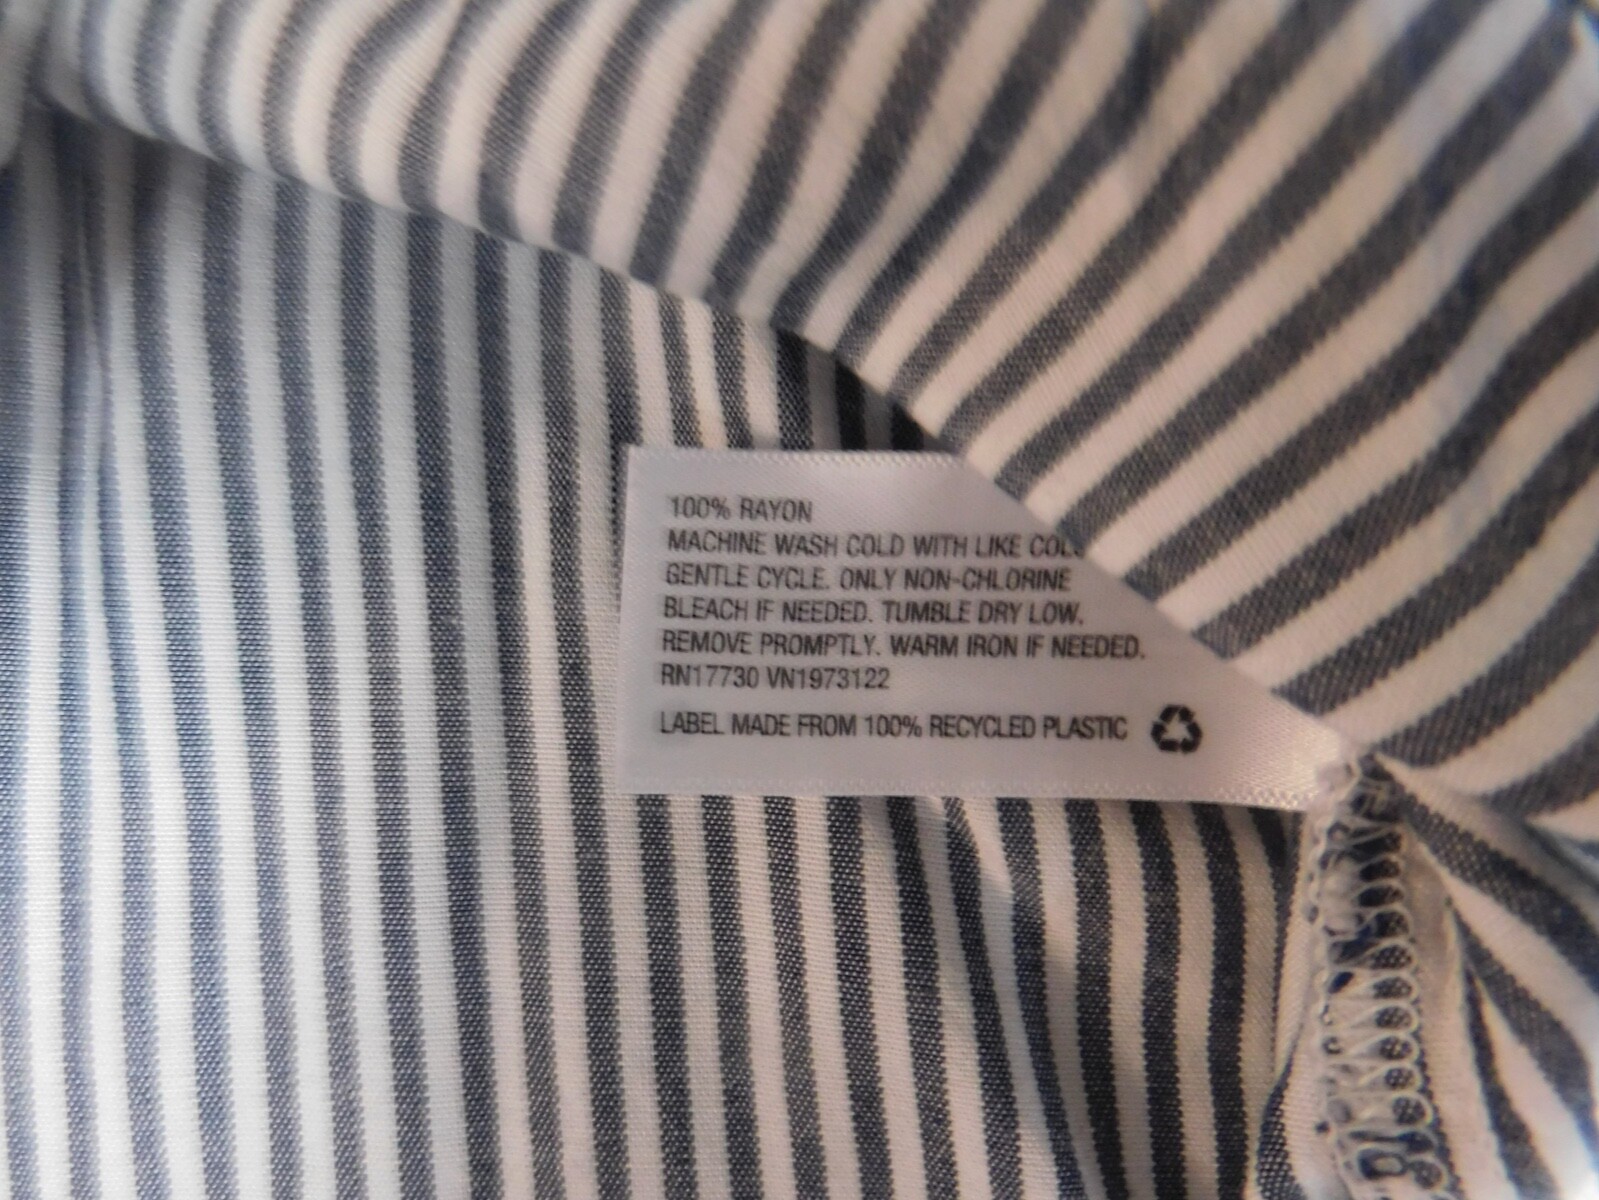 100% RAYON
MACHINE WASH COLD WITH LIKE
GENTLE CYCLE. ONLY NON-CHLORINE
BLEACH IF NEEDED. TUMBLE DRY LOW,
REMOVE PROMPTLY. WARM IRON IF NEEDED.
RN17730 VN1973122
LABEL MADE FROM 100% RECYCLED PLASTIC